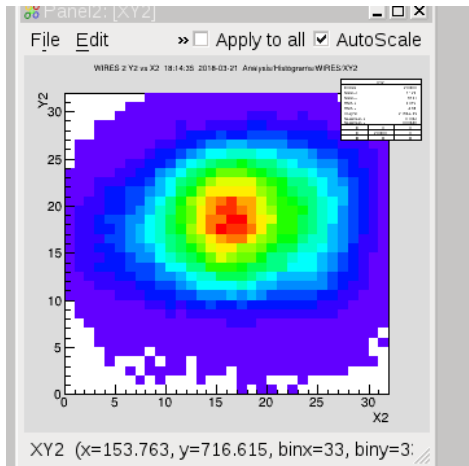 Panel2: [XY2]
File Edit » Apply to all AutoScale
WIRES 2 Y2 vs X2 18:14:35 2018-03-21 Analysis/Histograms/WIRES/XY2
Y2
30
25
20
15
10
5
0
0 5 10 15 20 25 30
X2
XY2 (x=153.763, y=716.615, binx=33, biny=3